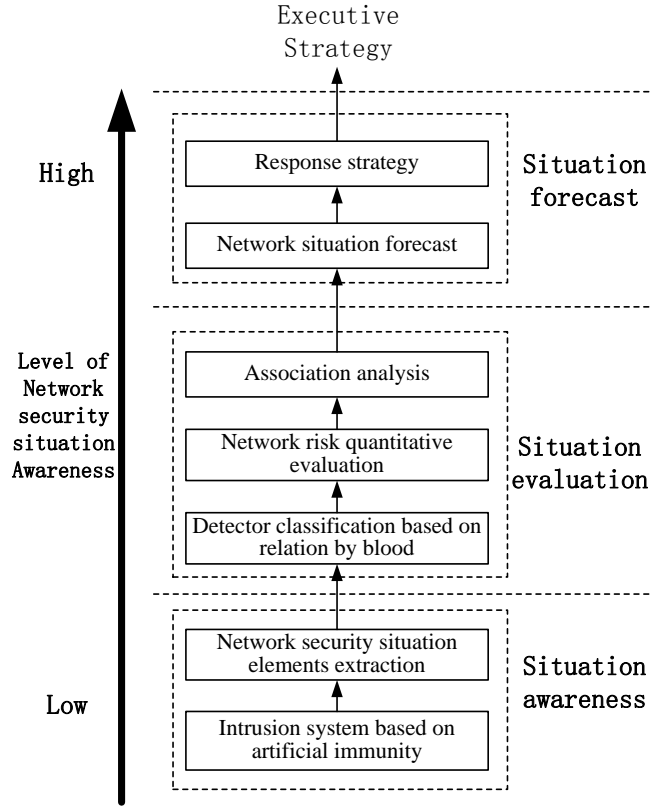 Executive
Strategy
High
Response strategy
Situation
forecast
Network situation forecast
Level of
Network
security
situation
Awareness
Association analysis
Network risk quantitative
evaluation
Situation
evaluation
Detector classification based on
relation by blood
Network security situation
elements extraction
Situation
awareness
Low
Intrusion system based on
artificial immunity